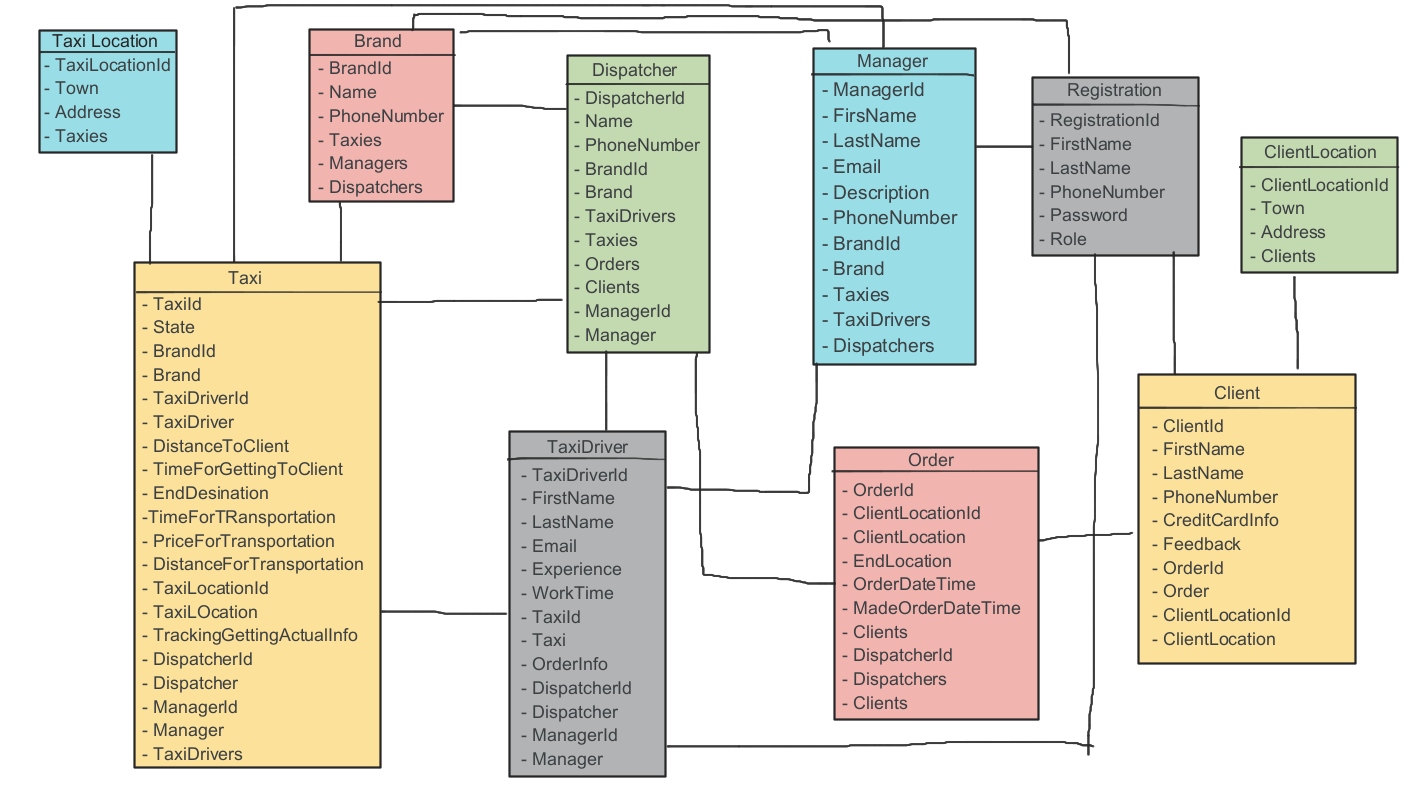 Taxi Location
- TaxiLocationId
- Town
- Address
- Taxies
Brand
- BrandId
- Name
- PhoneNumber
- Taxies
- Managers
- Dispatchers
Dispatcher
- DispatcherId
- Name
- PhoneNumber
- BrandId
- Brand
- TaxiDrivers
- Taxies
- Orders
- Clients
- ManagerId
- Manager
Manager
- ManagerId
- FirsName
- LastName
- Email
- Description
- PhoneNumber
- BrandId
- Brand
- Taxies
- TaxiDrivers
- Dispatchers
Registration
- RegistrationId
- FirstName
- LastName
- PhoneNumber
- Password
- Role
ClientLocation
- ClientLocationId
- Town
- Address
- Clients
Taxi
- TaxiId
- State
- BrandId
- Brand
- TaxiDriverId
- TaxiDriver
- DistanceToClient
- TimeForGettingToClient
- EndDesination
-TimeForTRansportation
- PriceForTransportation
- DistanceForTransportation
- TaxiLocationId
- TaxiLOcation
- TrackingGettingActualInfo
- DispatcherId
- Dispatcher
- ManagerId
- Manager
- TaxiDrivers
TaxiDriver
- TaxiDriverId
- FirstName
- LastName
- Email
- Experience
- WorkTime
- TaxiId
- Taxi
- OrderInfo
- DispatcherId
- Dispatcher
- ManagerId
- Manager
Order
- OrderId
- ClientLocationId
- ClientLocation
- EndLocation
- OrderDateTime
- MadeOrderDateTime
- Clients
- DispatcherId
- Dispatchers
- Clients
Client
- ClientId
- FirstName
- LastName
- PhoneNumber
- CreditCardInfo
- Feedback
- OrderId
- Order
- ClientLocationId
- ClientLocation